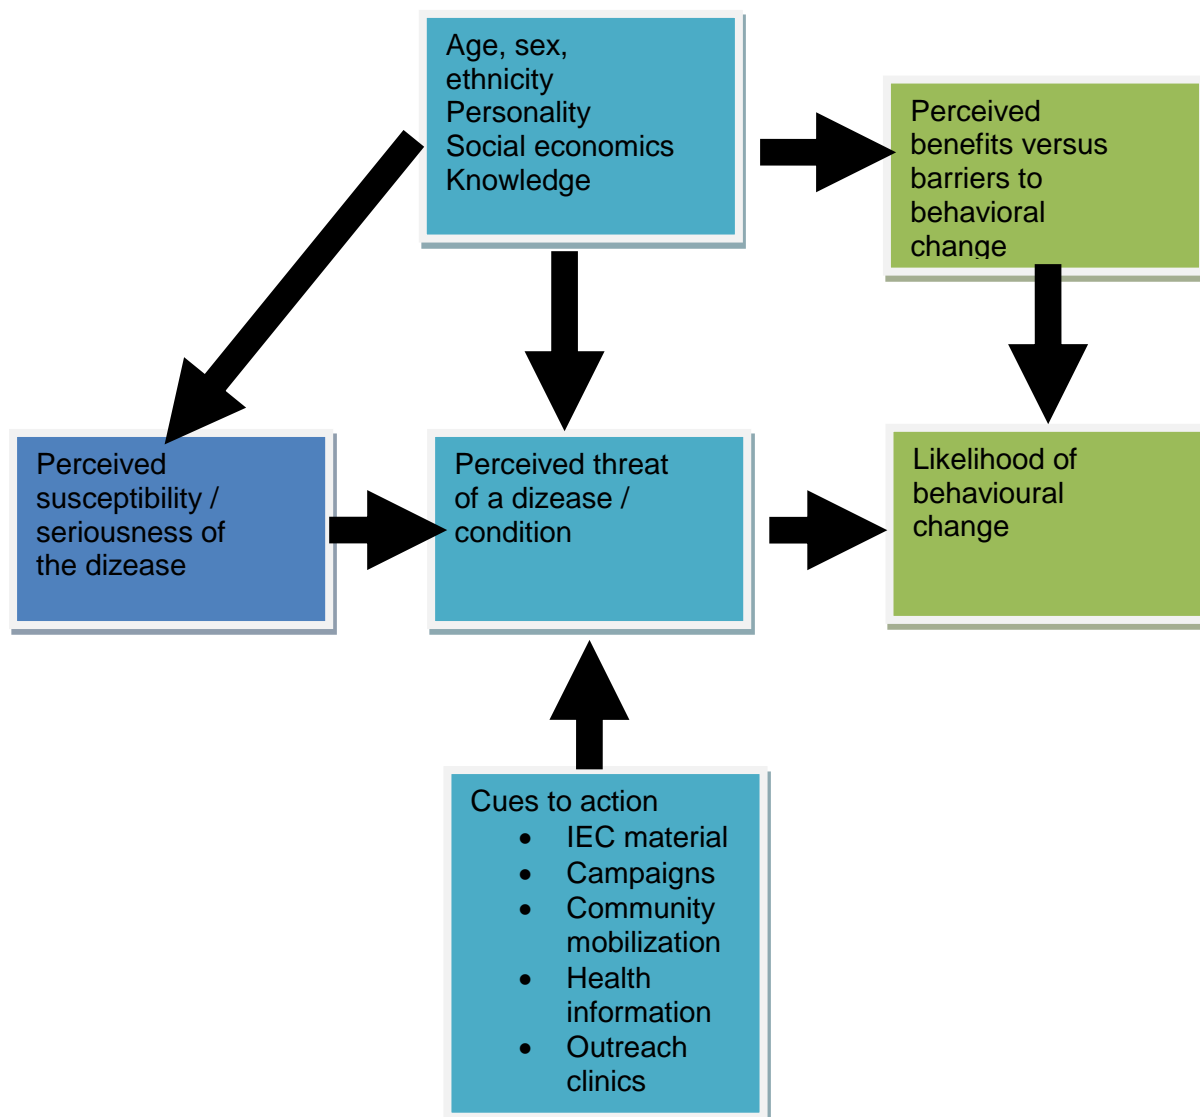 Age, sex,
ethnicity
Personality
Social economics
Knowledge
Perceived
benefits versus
barriers to
behavioral
change
Perceived
susceptibility /
seriousness of
the dizease
Perceived threat
of a dizease /
condition
Likelihood of
behavioural
change
Cues to action
• IEC material
• Campaigns
• Community
mobilization
• Health
information
• Outreach
clinics